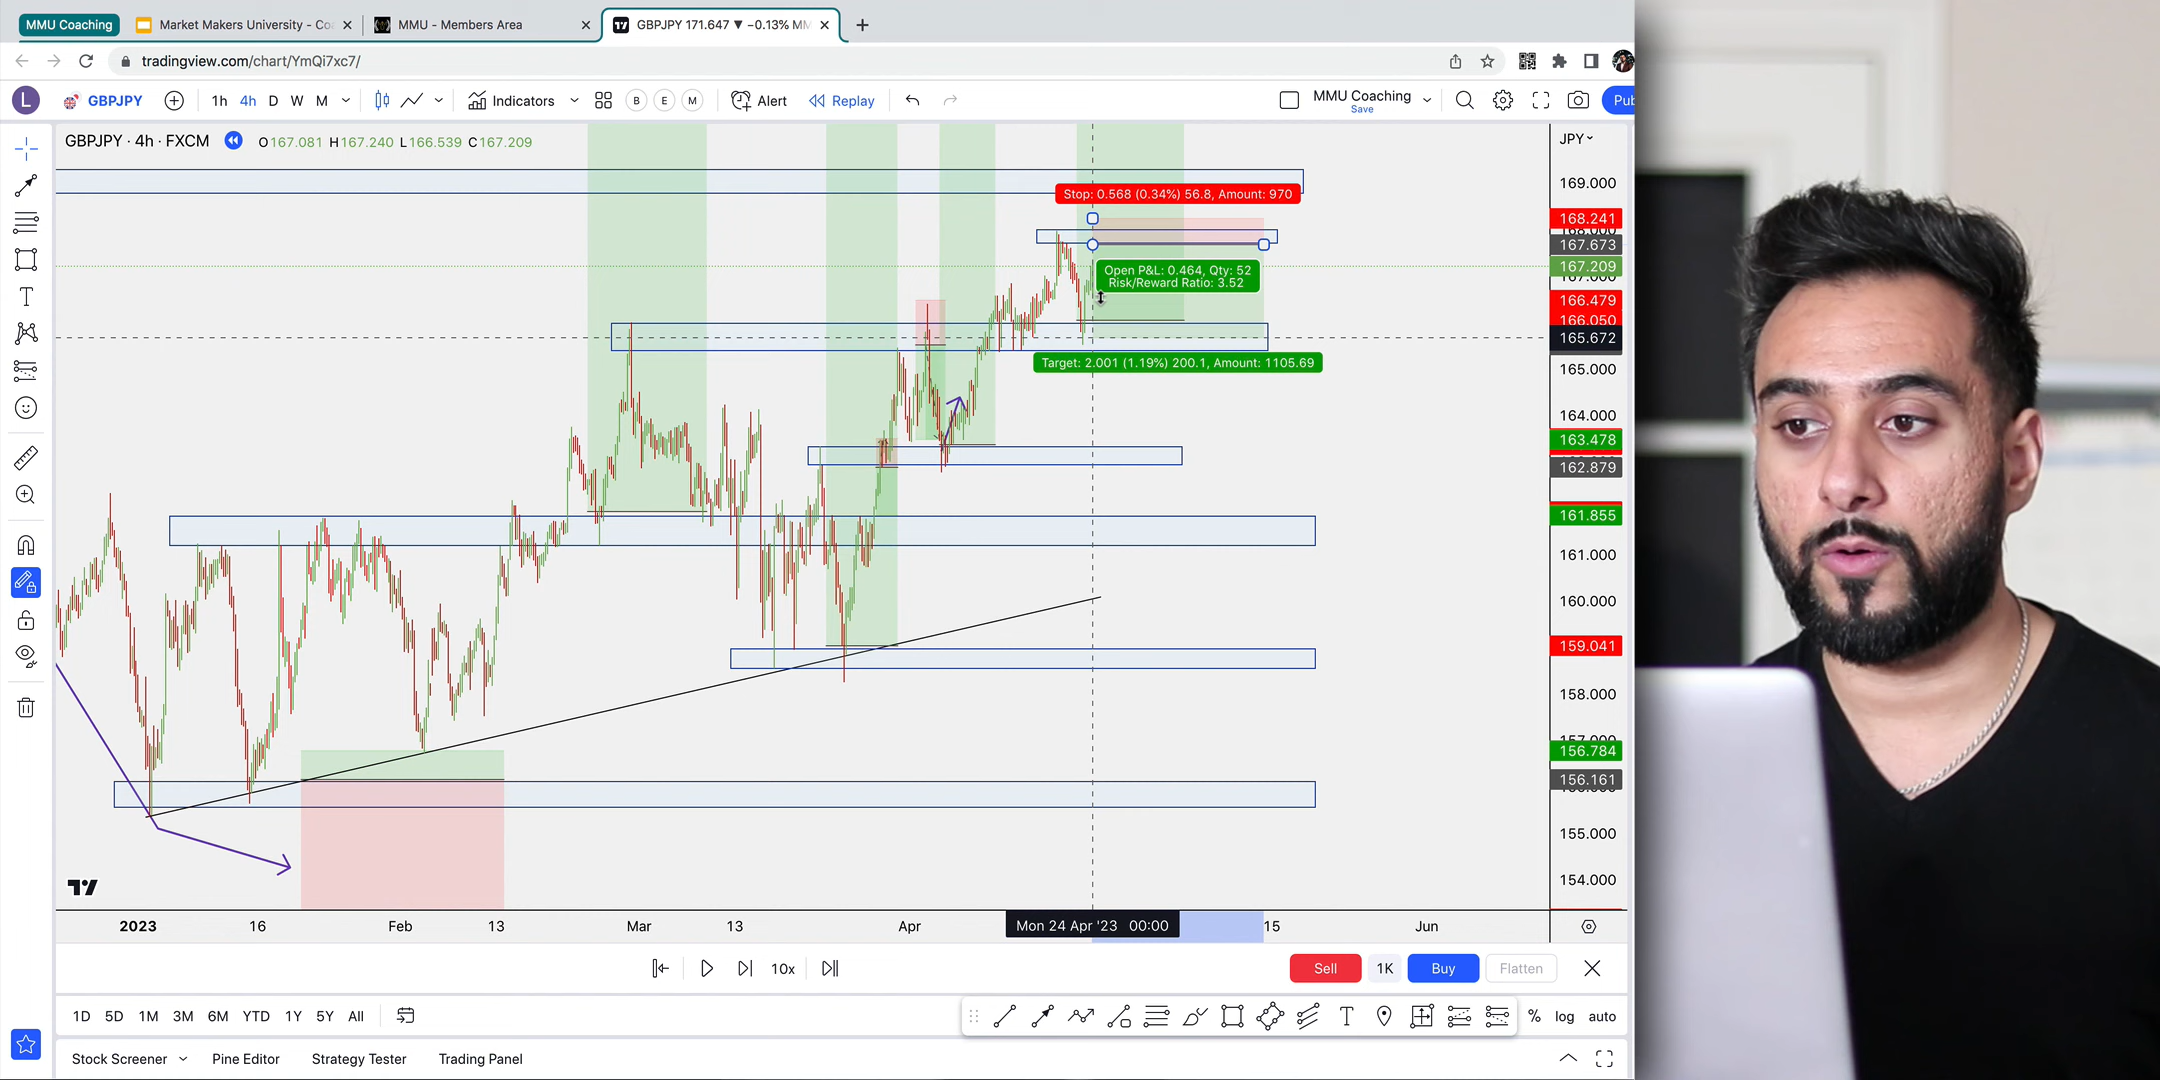 MMU Coaching
Market Makers University - Co
MMU - Members Area
GBPJPY 171.647 ▼ −0.13% MM
tradingview.com/chart/YmQi7xc7/
L
GBPJPY
1h 4h D W M
Indicators
B E M
Alert
Replay
MMU Coaching
Save
Pub
GBPJPY · 4h · FXCM
O167.081 H167.240 L166.539 C167.209
JPY
169.000
Stop: 0.568 (0.34%) 56.8, Amount: 970
168.241
167.673
167.209
Open P&L: 0.464, Qty: 52
Risk/Reward Ratio: 3.52
166.479
166.050
165.672
Target: 2.001 (1.19%) 200.1, Amount: 1105.69
165.000
164.000
163.478
162.879
161.855
161.000
160.000
159.041
158.000
156.784
156.161
155.000
154.000
2023 16 Feb 13 Mar 13 Apr Mon 24 Apr '23 00:00 15 Jun
10x
Sell 1K Buy Flatten
1D 5D 1M 3M 6M YTD 1Y 5Y All
% log auto
Stock Screener Pine Editor Strategy Tester Trading Panel